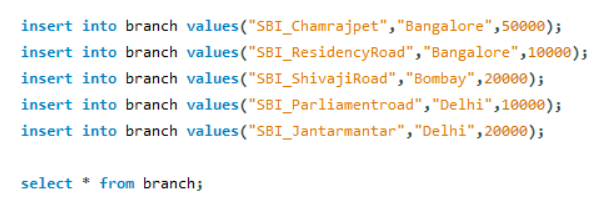 insert into branch values("SBI_Chamrajpet","Bangalore",50000);
insert into branch values("SBI_ResidencyRoad","Bangalore",10000);
insert into branch values("SBI_ShivajiRoad","Bombay",20000);
insert into branch values("SBI_Parliamentroad","Delhi",10000);
insert into branch values("SBI_Jantarmantar","Delhi",20000);
select * from branch;